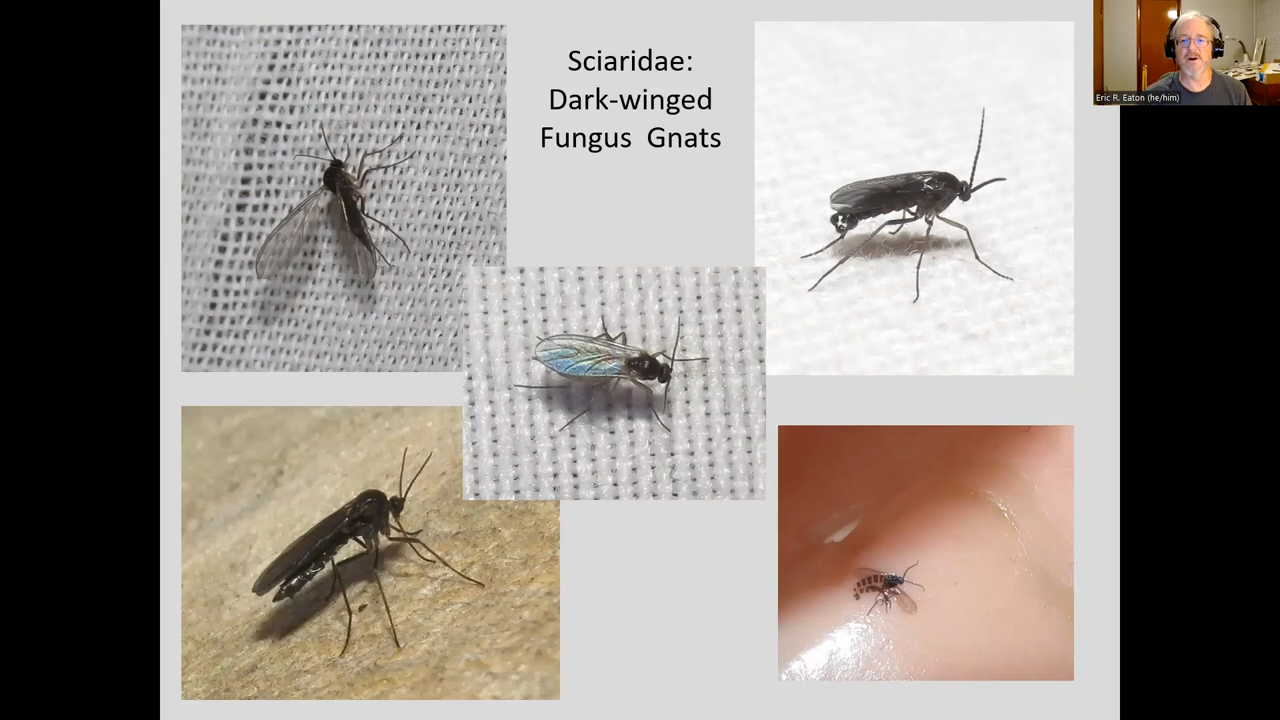 Sciaridae:
Dark-winged
Fungus Gnats
Eric R. Eaton (he/him)